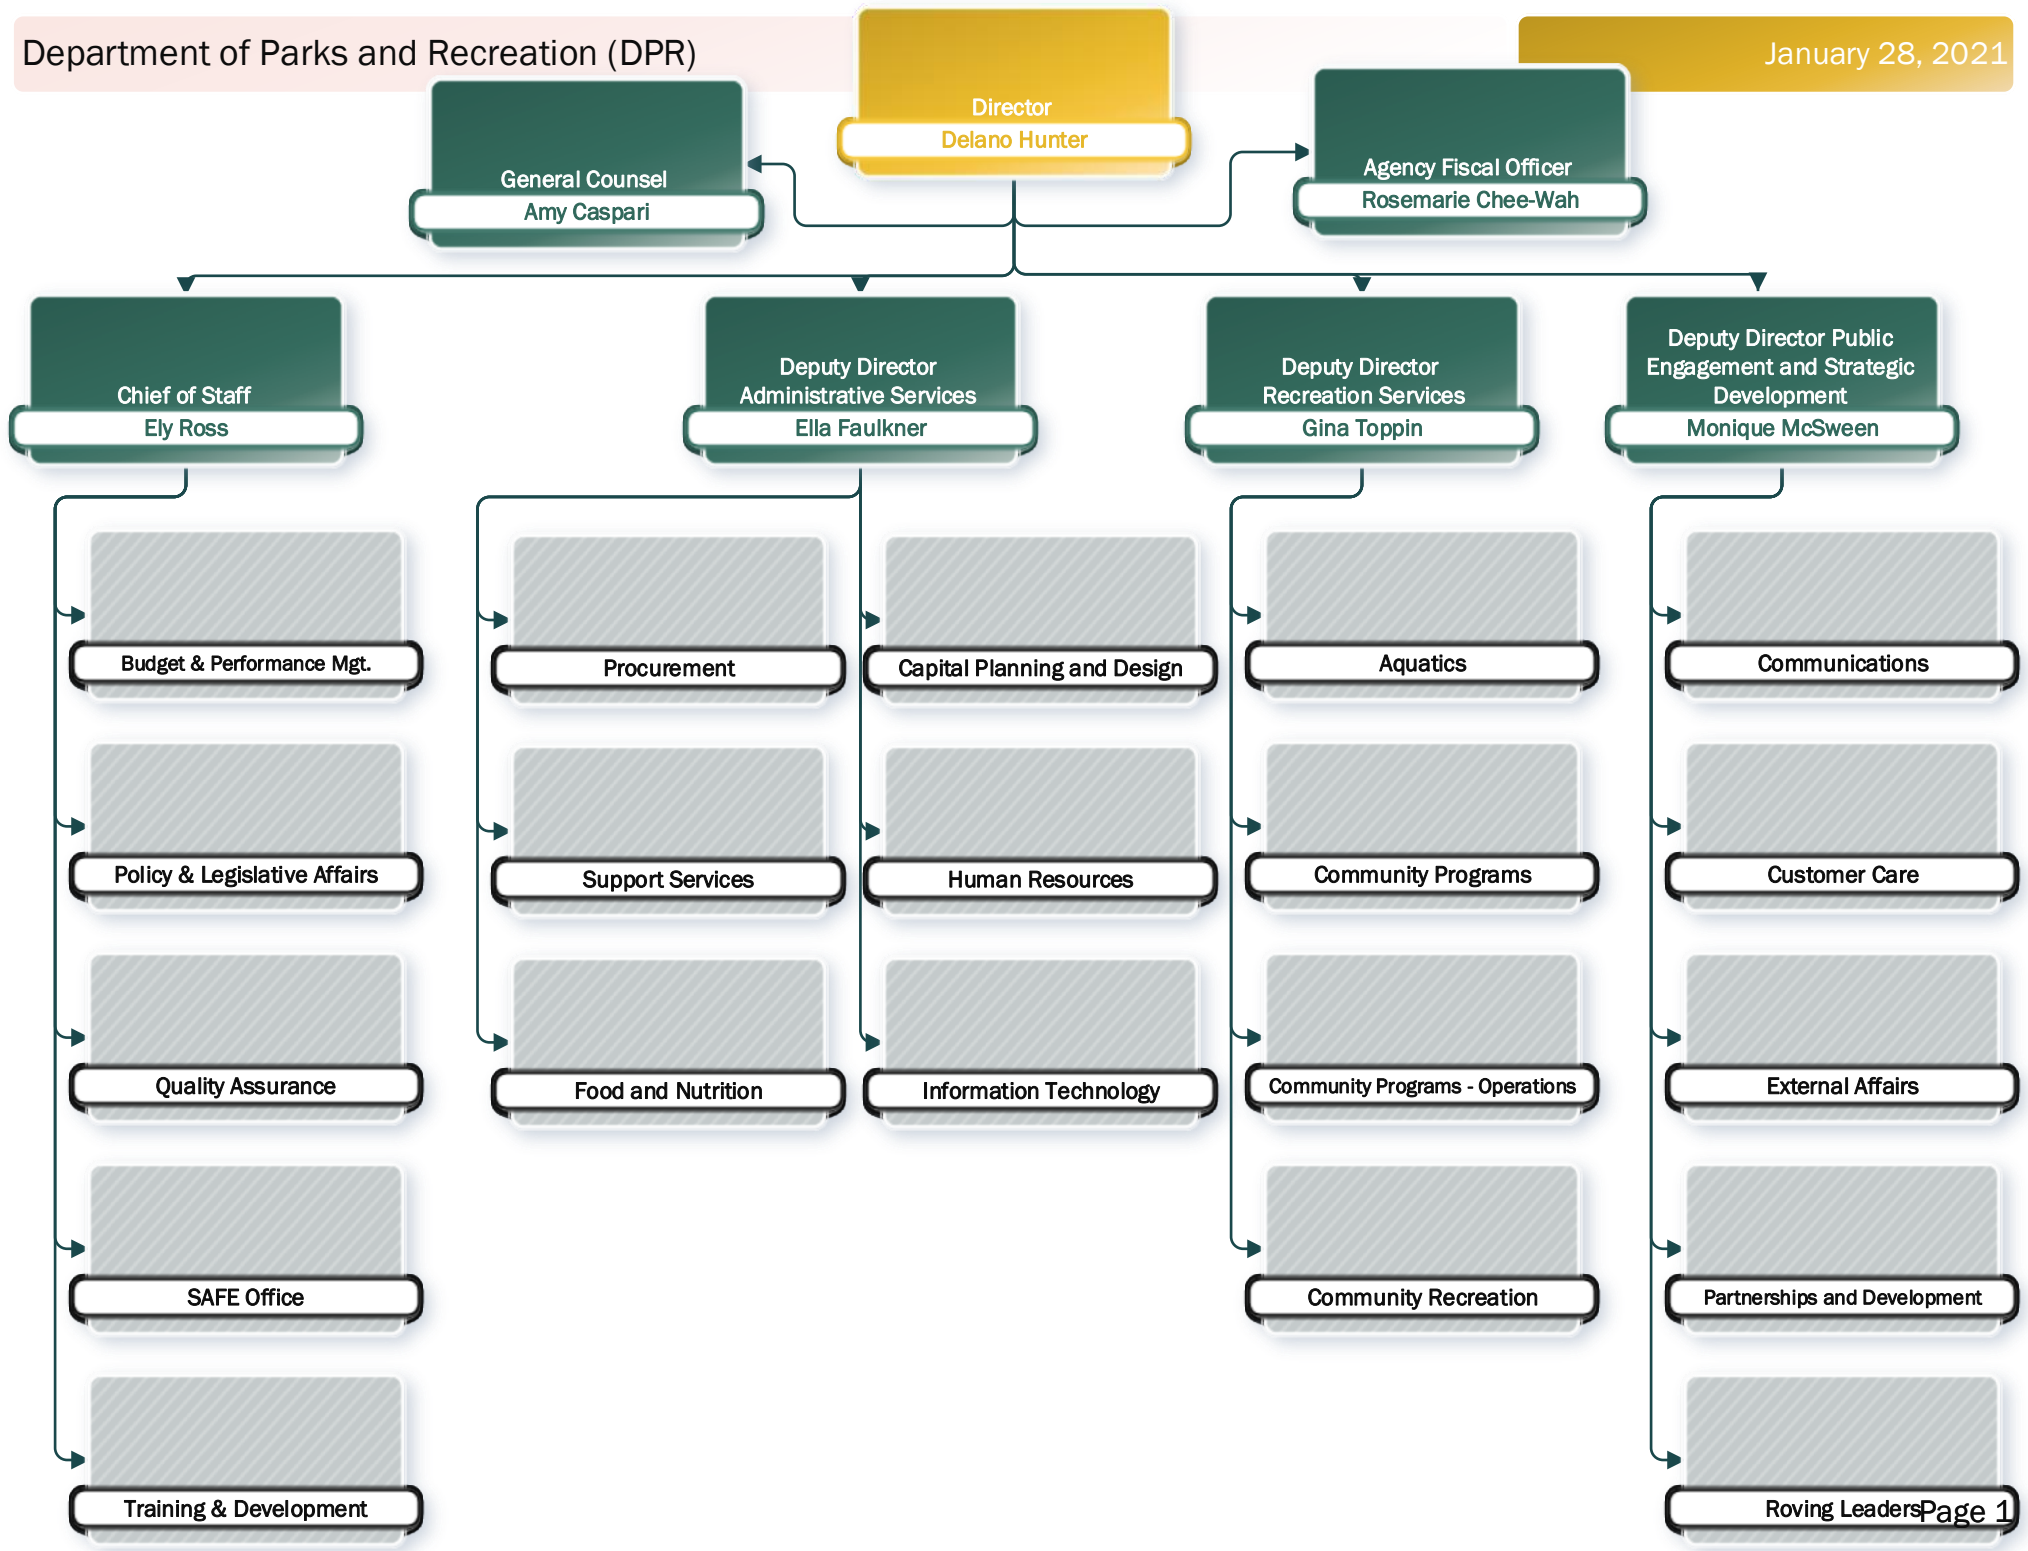 Department of Parks and Recreation (DPR)
January 28, 2021
Director
Delano Hunter
General Counsel
Amy Caspari
Agency Fiscal Officer
Rosemarie Chee-Wah
Chief of Staff
Ely Ross
Deputy Director
Administrative Services
Ella Faulkner
Deputy Director
Recreation Services
Gina Toppin
Deputy Director Public
Engagement and Strategic
Development
Monique McSween
Budget & Performance Mgt.
Policy & Legislative Affairs
Quality Assurance
SAFE Office
Training & Development
Procurement
Support Services
Food and Nutrition
Capital Planning and Design
Human Resources
Information Technology
Aquatics
Community Programs
Community Programs - Operations
Community Recreation
Communications
Customer Care
External Affairs
Partnerships and Development
Roving Leaders
Page 1